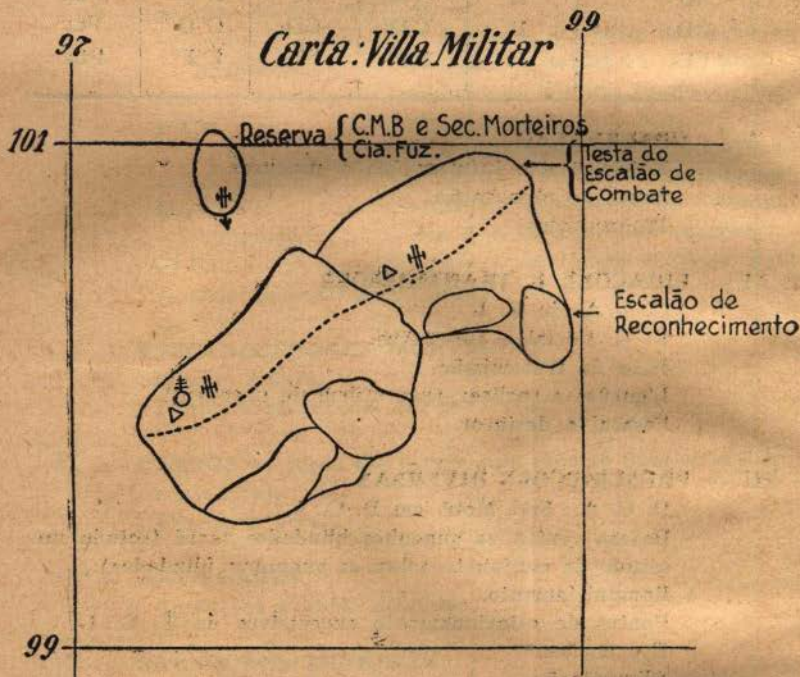 97
99
Carta: Villa Militar
101
Reserva { C.M.B e Sec. Morteiros
Cia. Fuz.
Testa do
Escalão de
Combate
Escalão de
Reconhecimento
99